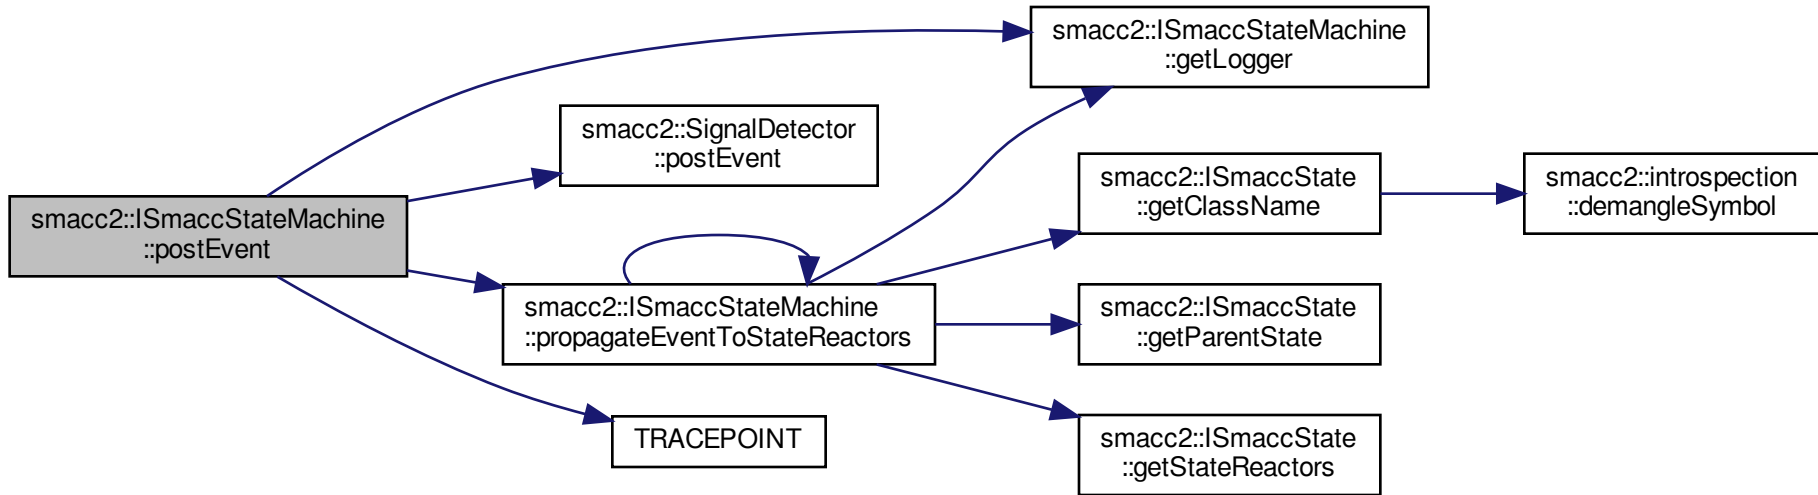 smacc2::ISmaccStateMachine
::postEvent
smacc2::ISmaccStateMachine
::getLogger
smacc2::SignalDetector
::postEvent
smacc2::ISmaccStateMachine
::propagateEventToStateReactors
TRACEPOINT
smacc2::ISmaccState
::getClassName
smacc2::introspection
::demangleSymbol
smacc2::ISmaccState
::getParentState
smacc2::ISmaccState
::getStateReactors